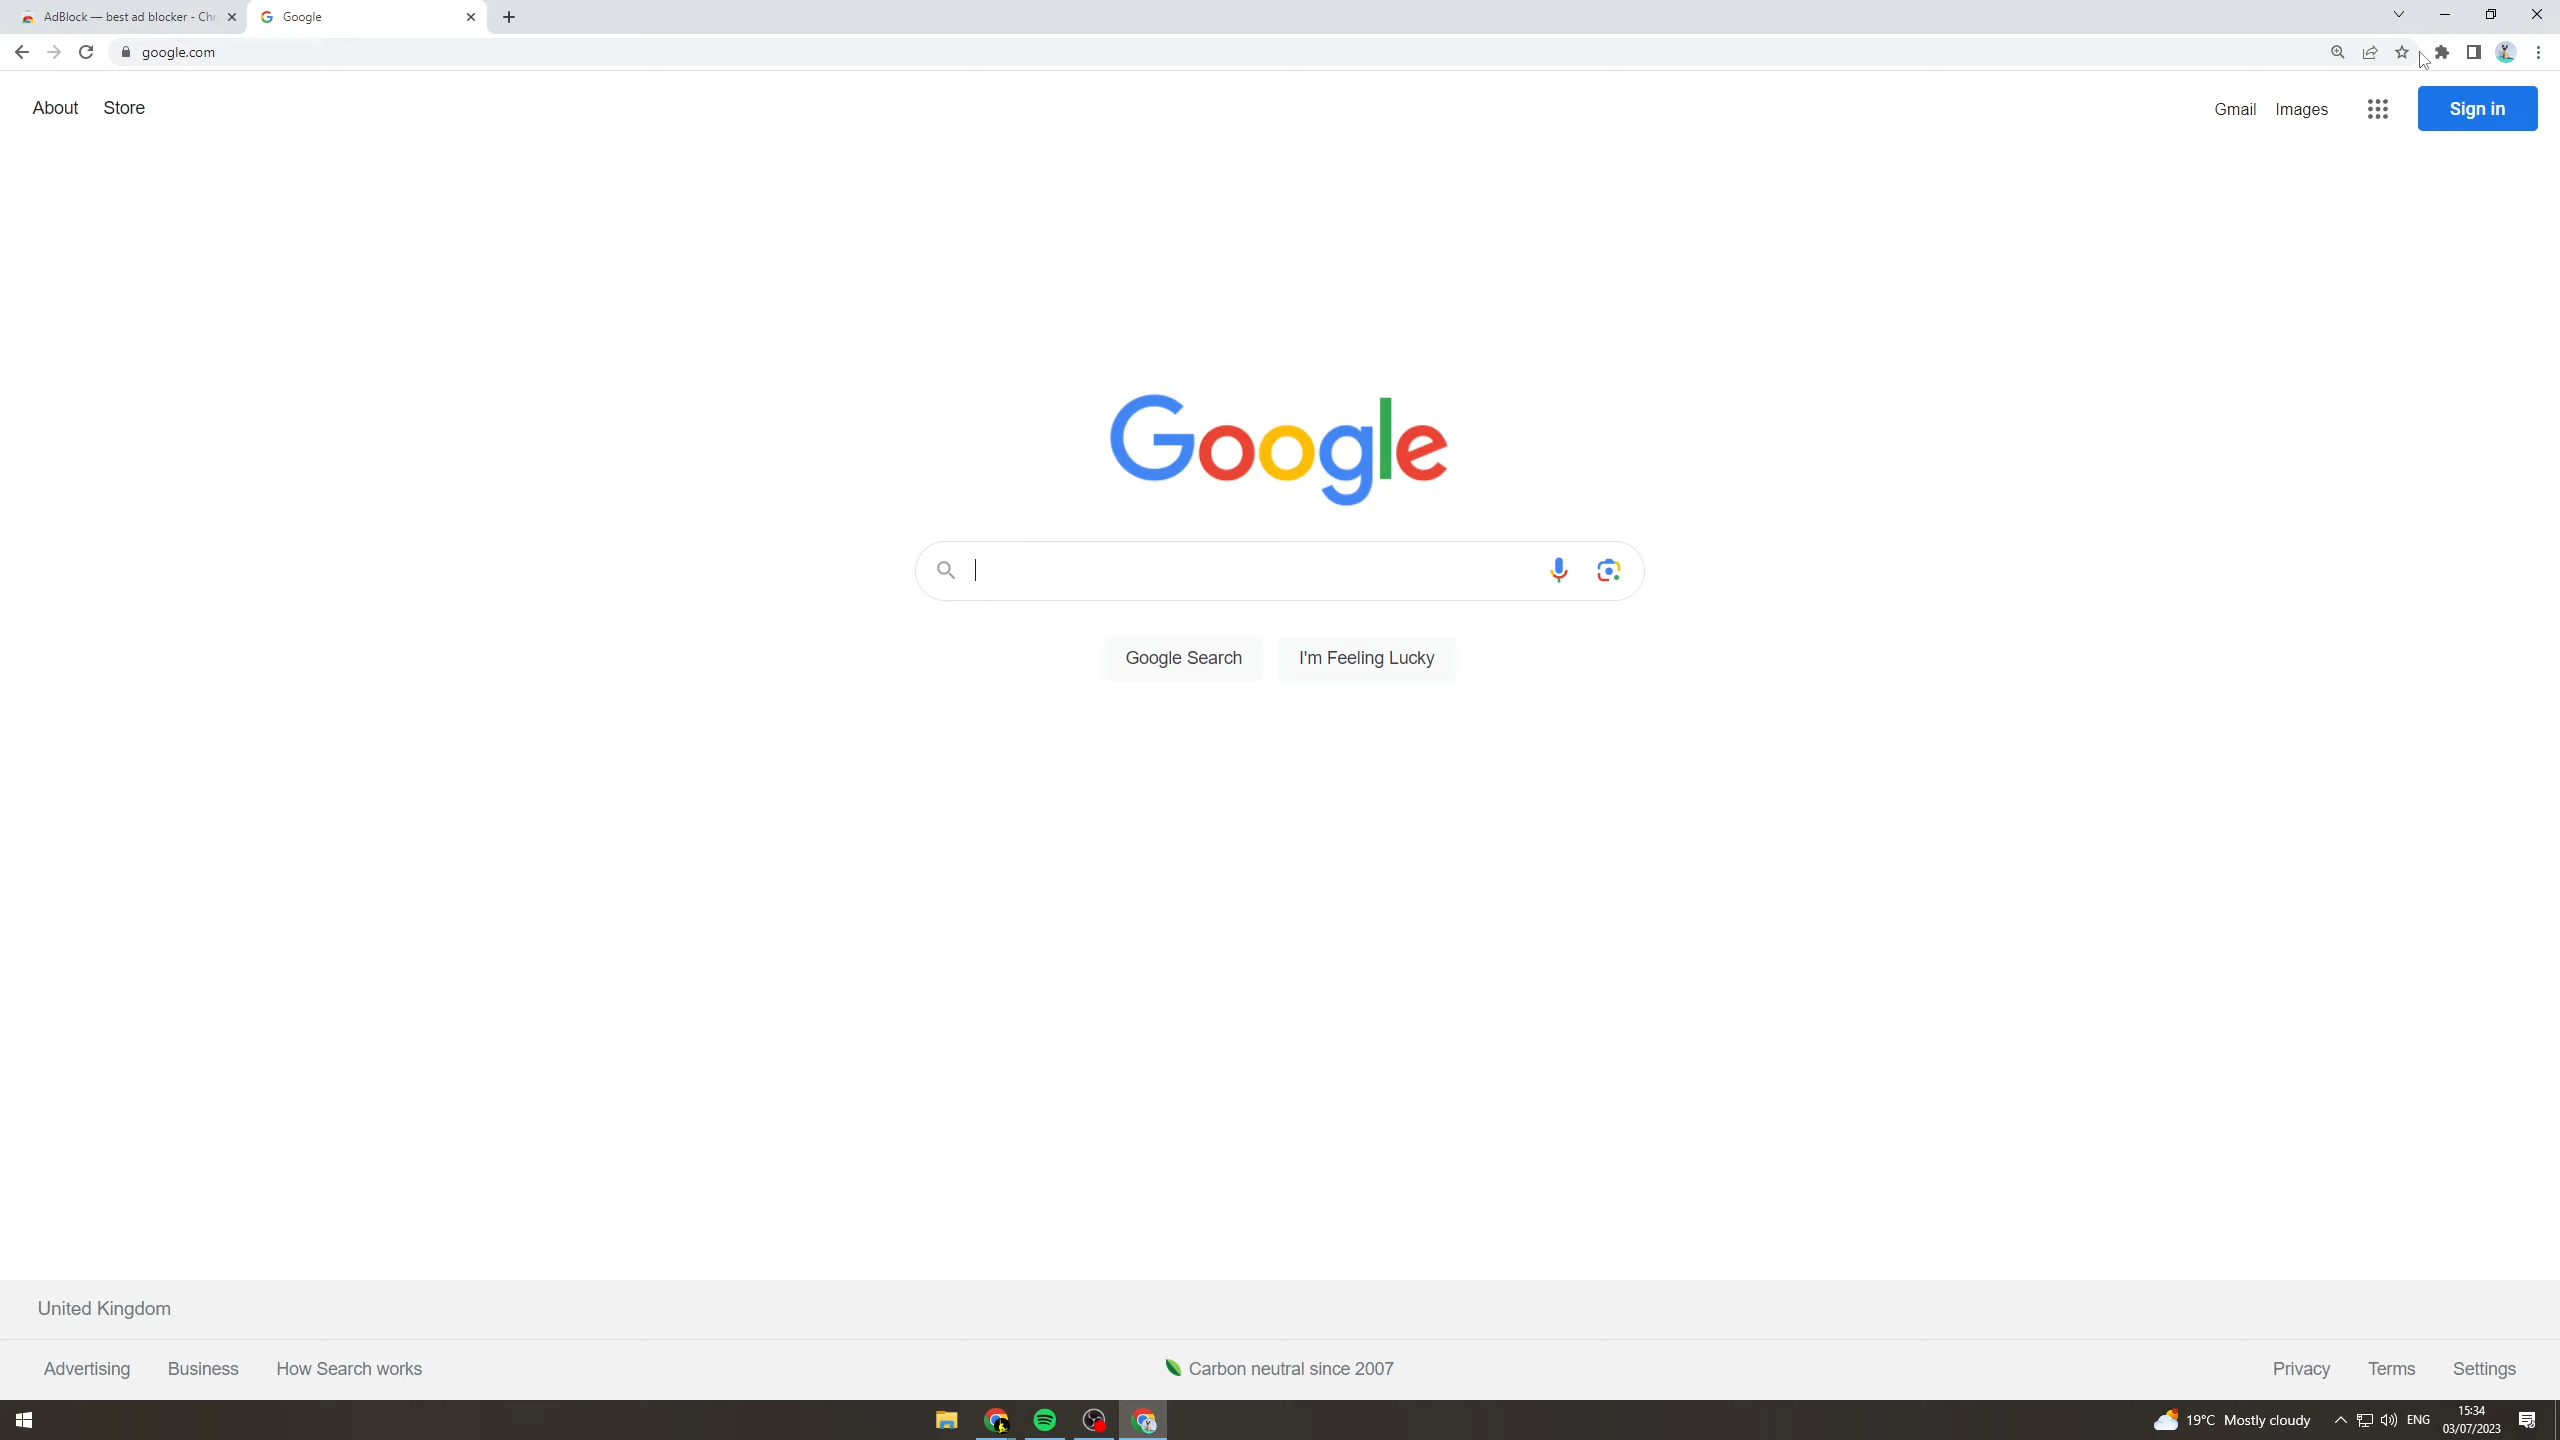 AdBlock — best ad blocker - Chr
Google
google.com
About Store
Gmail Images
Sign in
Google
Google Search
I'm Feeling Lucky
United Kingdom
Advertising Business How Search works
Carbon neutral since 2007
Privacy Terms Settings
19°C Mostly cloudy
ENG
15:34
03/07/2023